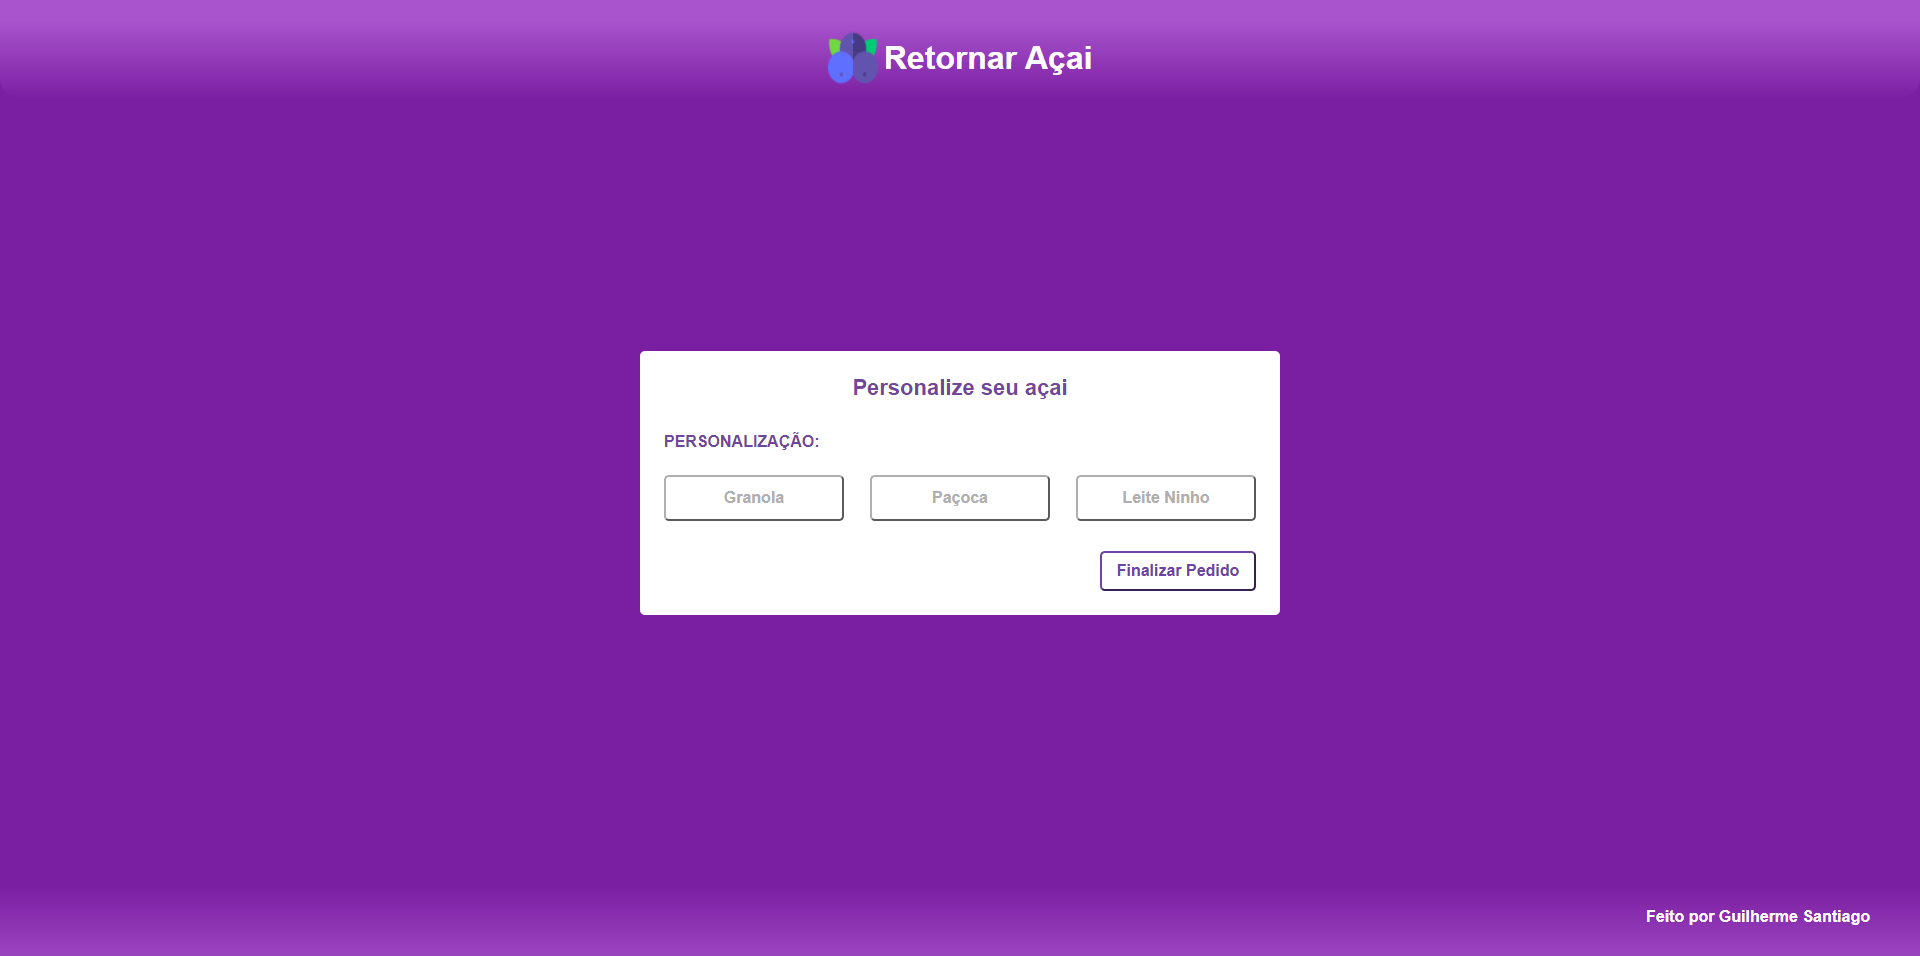 Retornar Açai
Personalize seu açai
PERSONALIZAÇÃO:
Granola
Paçoca
Leite Ninho
Finalizar Pedido
Feito por Guilherme Santiago